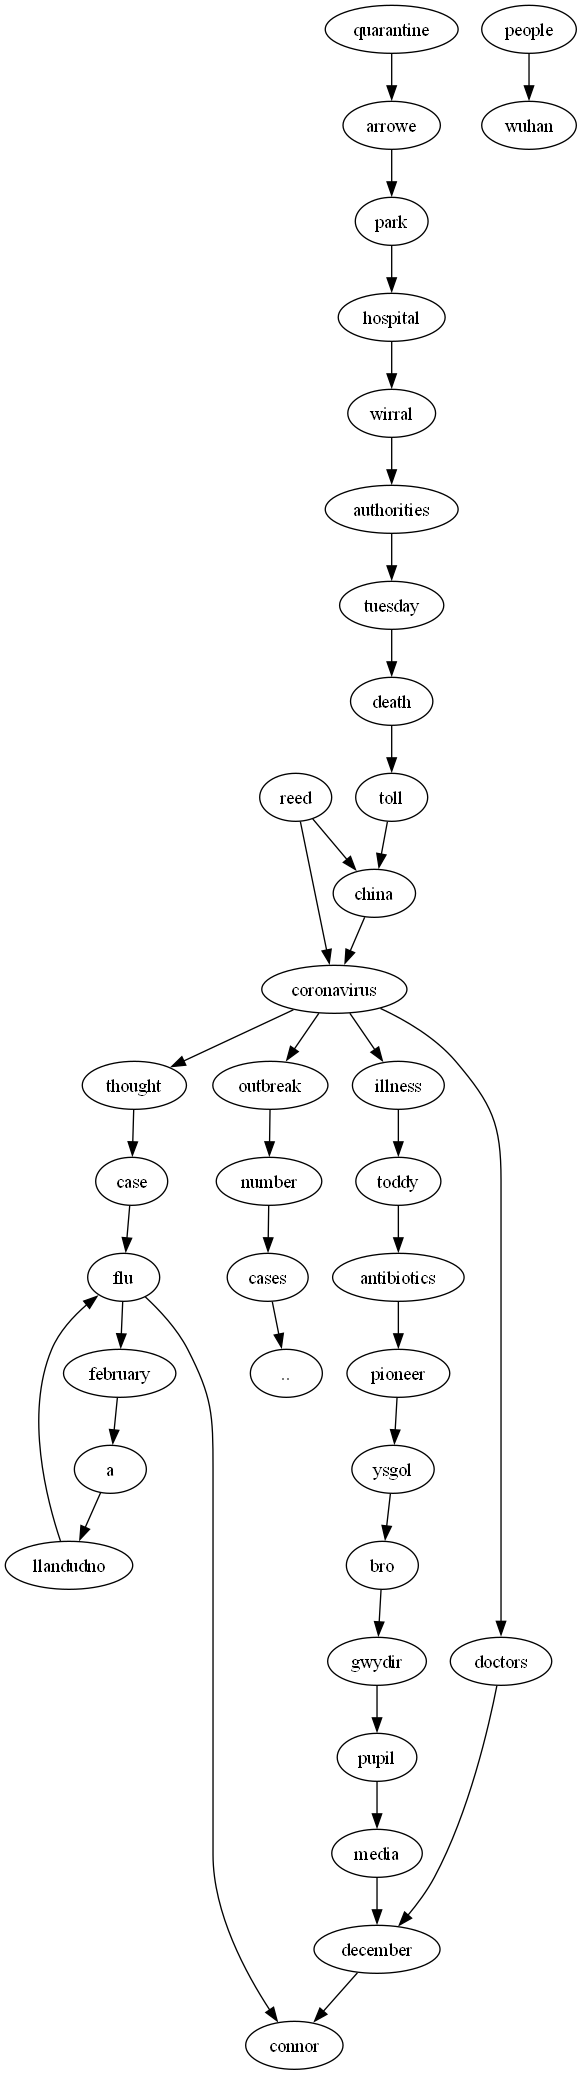 quarantine
people
arrowe
wuhan
park
hospital
wirral
authorities
tuesday
death
reed
toll
china
coronavirus
thought
outbreak
illness
case
number
toddy
flu
cases
antibiotics
february
..
pioneer
a
ysgol
llandudno
bro
gwydir
doctors
pupil
media
december
connor